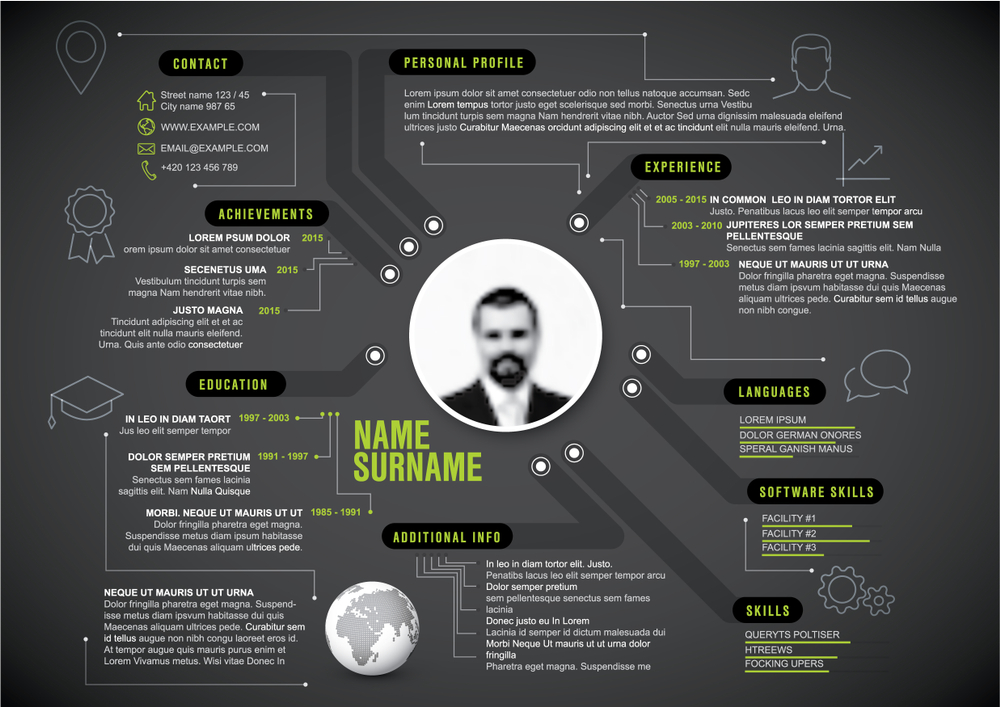 CONTACT
Street name 123 / 45
City name 987 65
WWW.EXAMPLE.COM
EMAIL@EXAMPLE.COM
+420 123 456 789
PERSONAL PROFILE
Lorem ipsum dolor sit amet consectetuer odio non tellus natoque accumsan. Sedc
enim Lorem tempus tortor justo eget scelerisque sed morbi. Senectus urna Vestibu
lum tincidunt turpis sem magna Nam hendrerit vitae nibh. Auctor Sed urna dignissim malesuada eleifend
ultrices justo Curabitur Maecenas orcidunt adipiscing elit et et ac tincidunt elit nulla mauris eleifend. Urna.
EXPERIENCE
2005 - 2015 IN COMMON LEO IN DIAM TORTOR ELIT
Justo. Penatibus lacus leo elit semper tempor arcu
2003 - 2010 JUPITERES LOR SEMPER PRETIUM SEM
PELLENTESQUE
Senectus sem fames lacinia sagittis elit. Nam Nulla
1997 - 2003 NEQUE UT MAURIS UT UT URNA
Dolor fringilla pharetra eget magna. Suspendisse
metus diam ipsvum habitasse dui quis Maecenas
aliquam ultrices pede. Curabitur sem id tellus augue
non nibh congue.
ACHIEVEMENTS
LOREM PSUM DOLOR 2015
orem ipsum dolor sit amet consectetuer
SECENETUS UMA 2015
Vestibulum tincidunt turpis sem
magna Nam hendrerit vitae nibh.
JUSTO MAGNA 2015
Tincidunt adipiscing elit et et ac
tincidunt elit nulla mauris eleifend.
Urna. Quis ante odio consectetuer
EDUCATION
IN LEO IN DIAM TAORT 1997 - 2003
Jus leo elit semper tempor
DOLOR SEMPER PRETIUM 1991 - 1997
SEM PELLENTESQUE
Senectus sem fames lacinia
sagittis elit. Nam Nulla Quisque
MORBI. NEQUE UT MAURIS UT UT 1985 - 1991
Dolor fringilla pharetra eget magna.
Suspendisse metus diam ipsum habitasse
dui quis Maecenas aliquam ultrices pede.
NEQUE UT MAURIS UT UT URNA
Dolor fringilla pharetra eget magna. Suspend-
isse metus diam ipsvum habitasse dui quis
Maecenas aliquam ultrices pede. Curabitur sem
id tellus augue non nibh congu laoreet eros id.
At tempor augue quis mauris purus enim et
Lorem Vivamus metus. Wisi vitae Donec In
NAME
SURNAME
ADDITIONAL INFO
In leo in diam tortor elit. Justo.
Penatibs lacus leo elit semper tempor arcu
Dolor semper pretium
sem pellentesque senectus sem fames
lacinia
Donec justo eu In Lorem
Lacinia id semper id dictum malesuada dui
Morbi Neque Ut mauris ut ut urna dolor
fringilla
Pharetra eget magna. Suspendisse me
LANGUAGES
LOREM IPSUM
DOLOR GERMAN ONORES
SPERAL GANISH MANUS
SOFTWARE SKILLS
FACILITY #1
FACILITY #2
FACILITY #3
SKILLS
QUERYTS POLTISER
HTREEWS
FOCKING UPERS